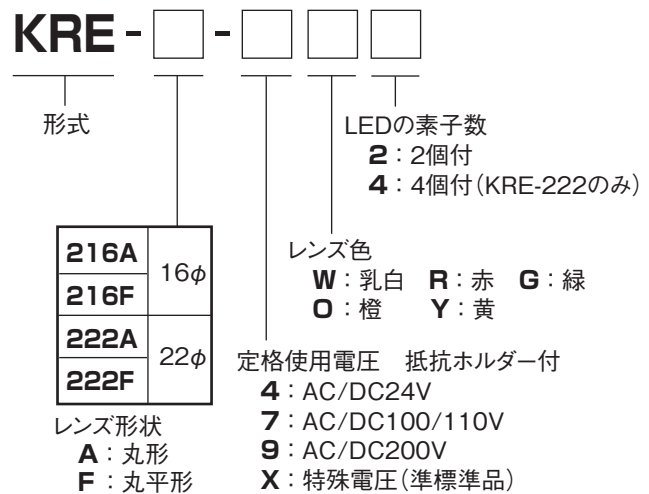 KRE-□-□□□
形式
LEDの素子数
2：2個付
4：4個付（KRE-222のみ）
レンズ色
W：乳白 R：赤 G：緑
O：橙 Y：黄
216A
216F
16φ
222A
222F
22φ
レンズ形状
A：丸形
F：丸平形
定格使用電圧 抵抗ホルダー付
4：AC/DC24V
7：AC/DC100/110V
9：AC/DC200V
X：特殊電圧（準標準品）